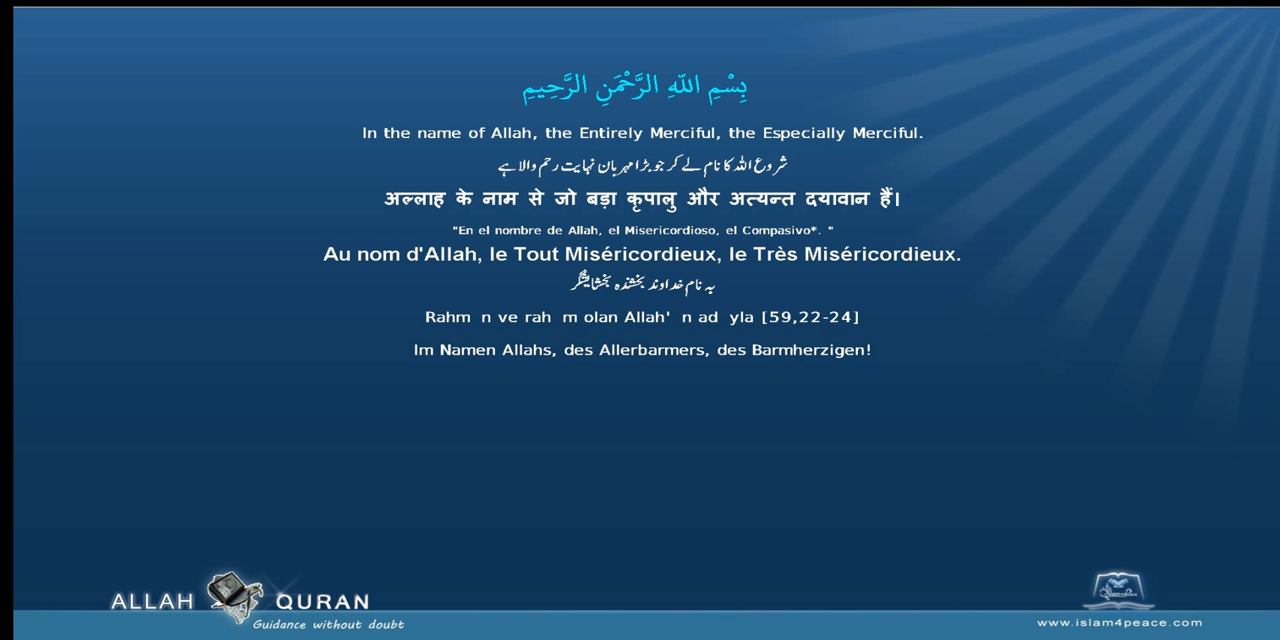 بِسْمِ اللّهِ الرَّحْمَنِ الرَّحِيمِ
In the name of Allah, the Entirely Merciful, the Especially Merciful.
شروع الله کا نام لے کر جو بڑا مہربان نہایت رحم والا ہے
अल्लाह के नाम से जो बड़ा कृपालु और अत्यन्त दयावान हैं।
"En el nombre de Allah, el Misericordioso, el Compasivo*. "
Au nom d'Allah, le Tout Miséricordieux, le Très Miséricordieux.
به نام خداوند بخشنده بخشایشگر
Rahm n ve rah m olan Allah' n ad yla [59,22-24]
Im Namen Allahs, des Allerbarmers, des Barmherzigen!
ALLAH QURAN
Guidance without doubt
www.islam4peace.com